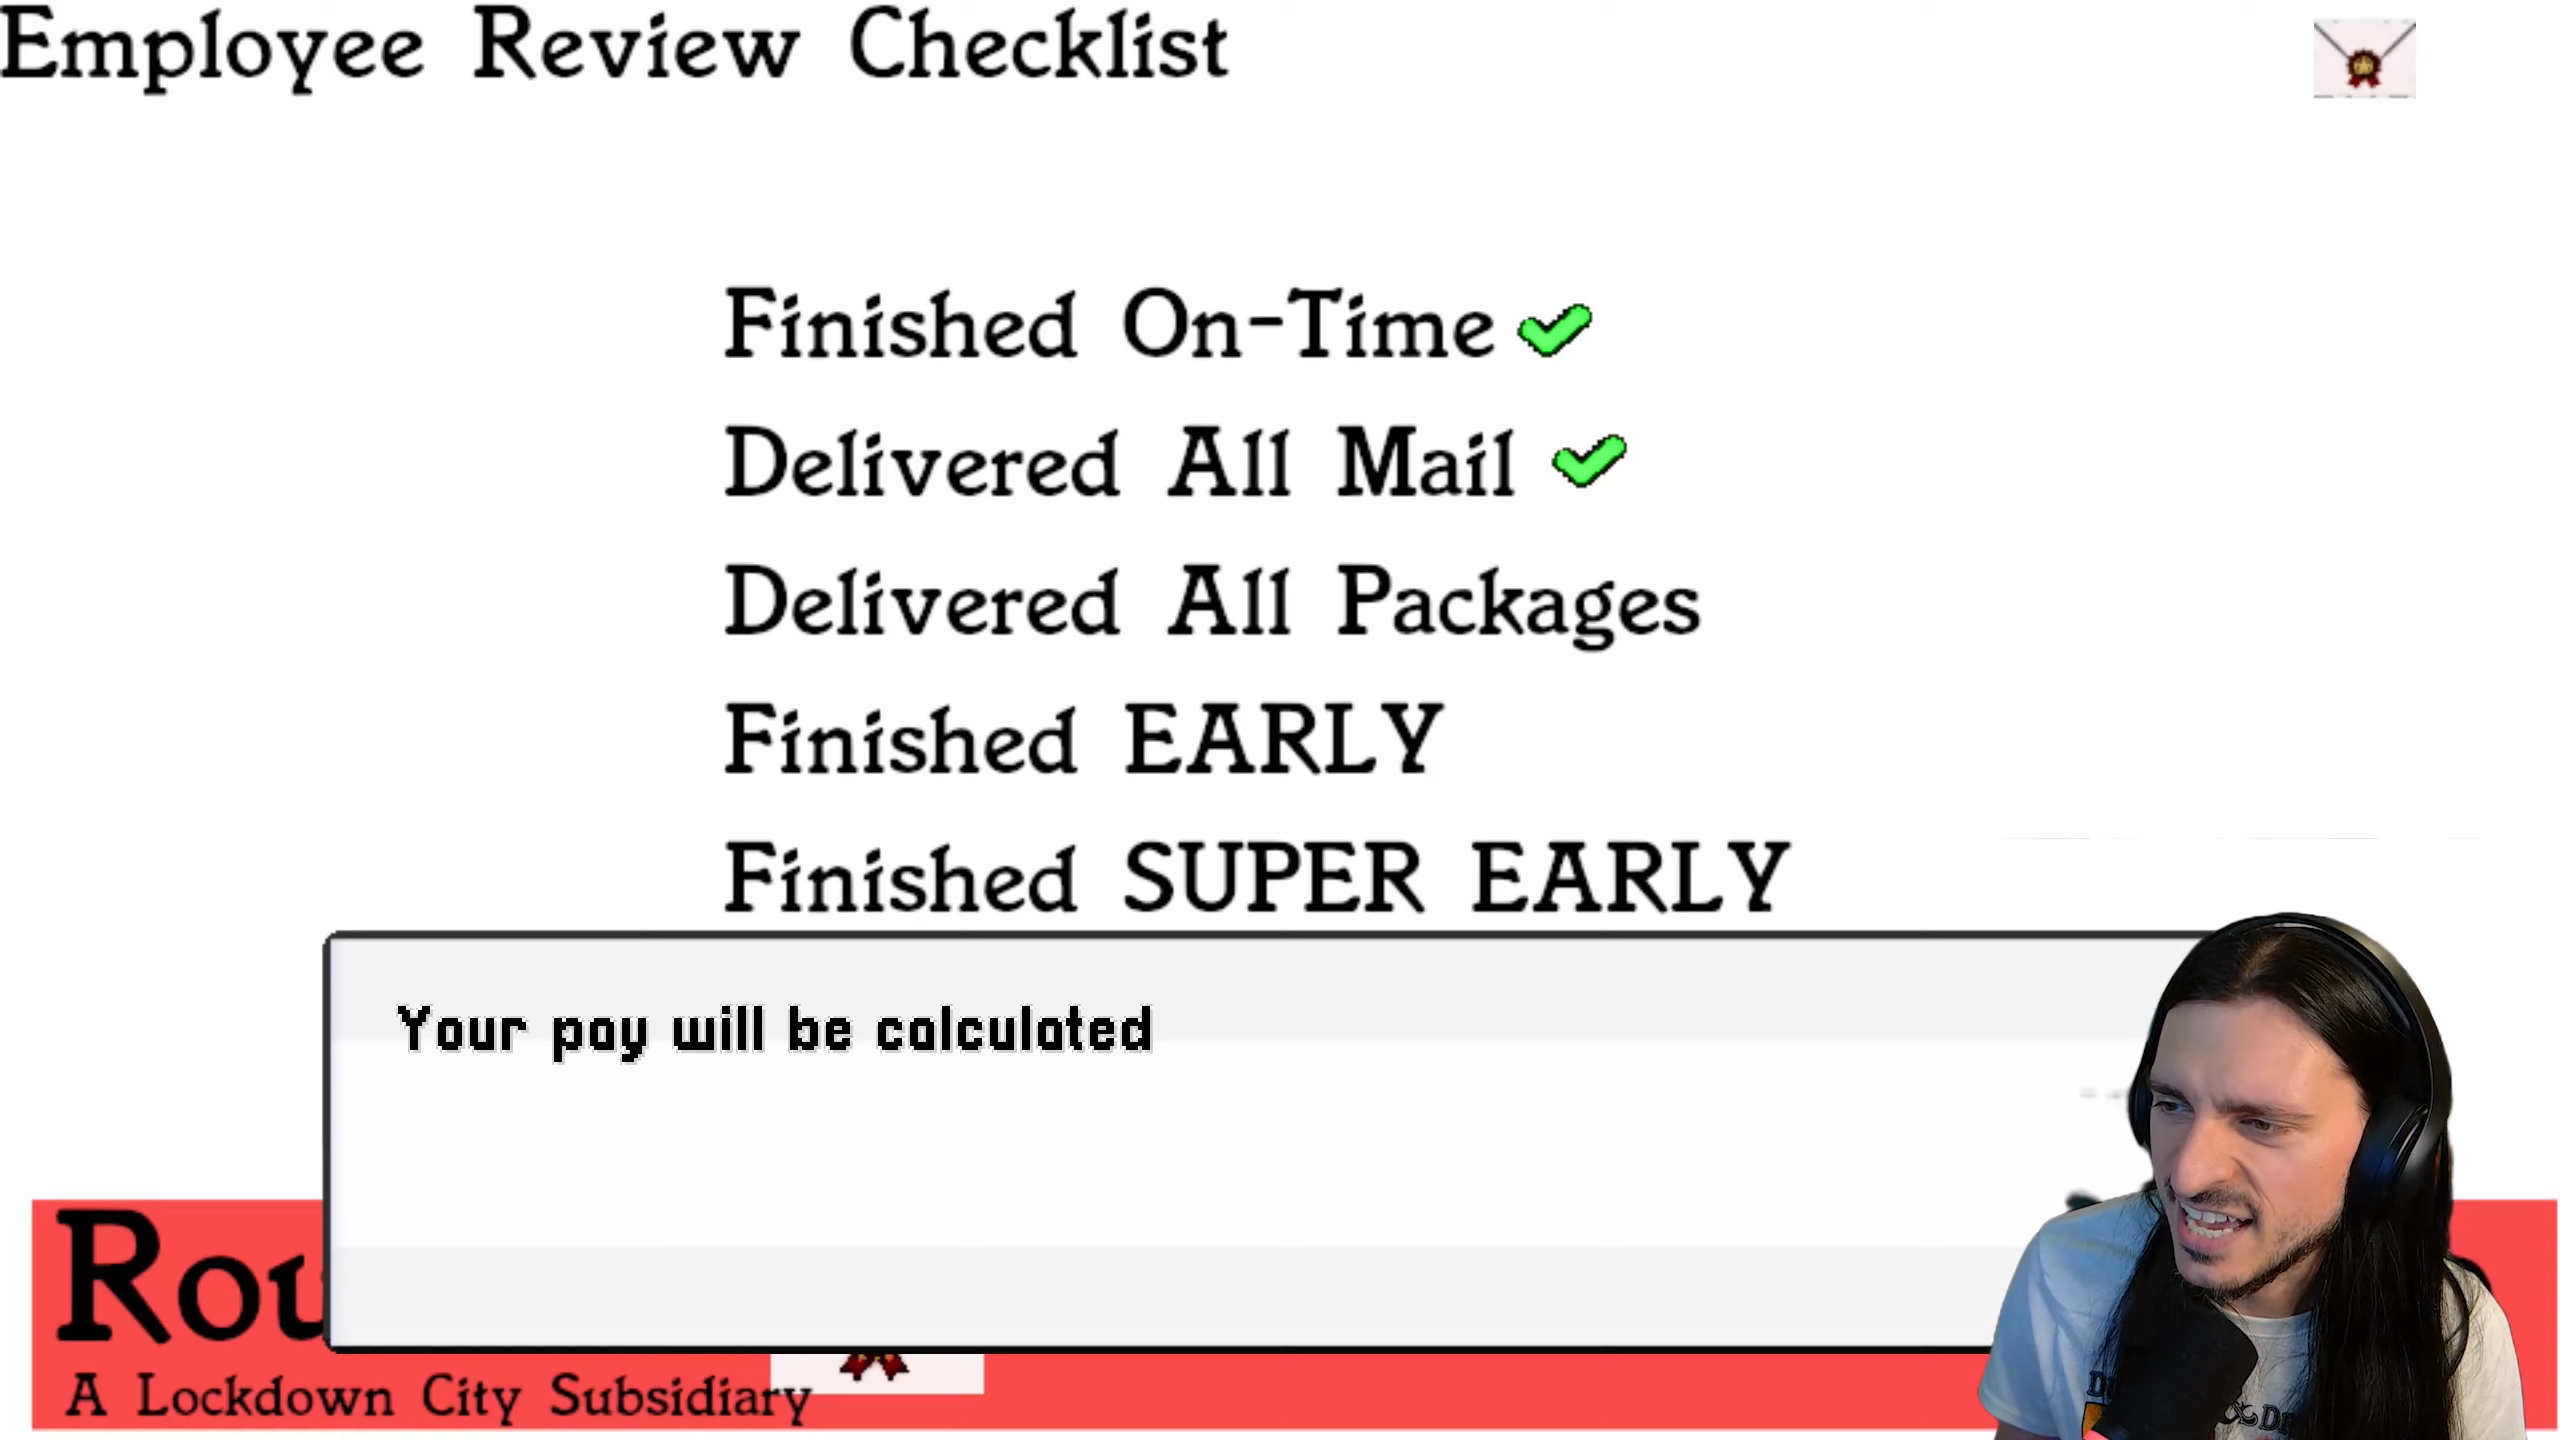 Employee Review Checklist
Finished On-Time
Delivered All Mail
Delivered All Packages
Finished EARLY
Finished SUPER EARLY
Your pay will be calculated
A Lockdown City Subsidiary